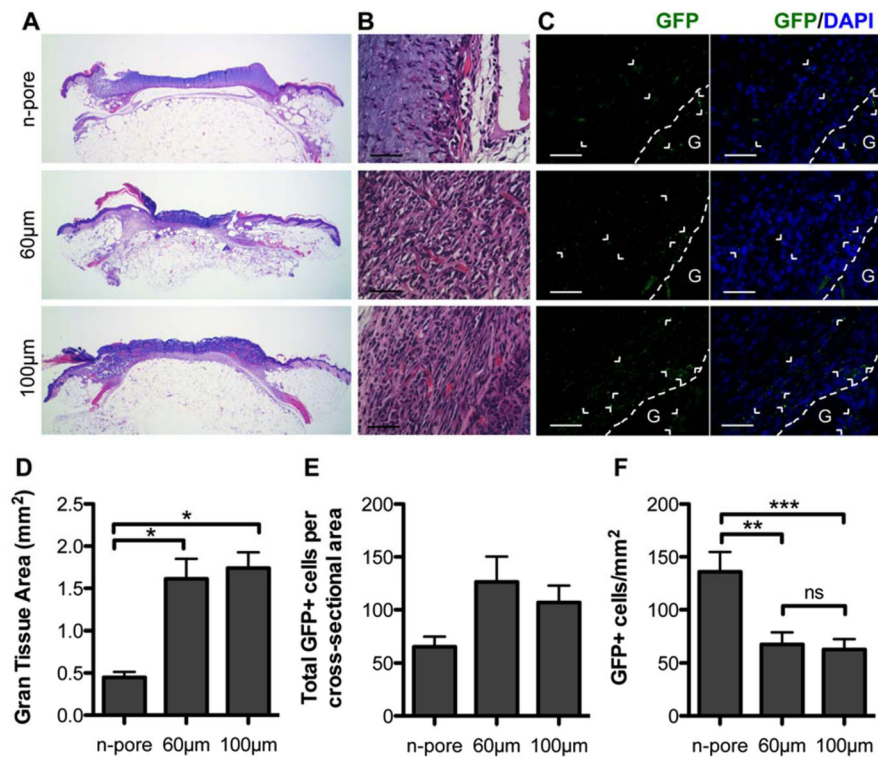 A
B
C
GFP
GFP/DAPI
n-pore
G
G
60µm
G
G
100µm
G
G
D
Gran Tissue Area (mm²)
2.5
2.0
1.5
1.0
0.5
0.0
*
*
n-pore 60µm 100µm
E
Total GFP+ cells per
cross-sectional area
200
150
100
50
0
n-pore 60µm 100µm
F
GFP+ cells/mm²
200
150
100
50
0
***
**
ns
n-pore 60µm 100µm